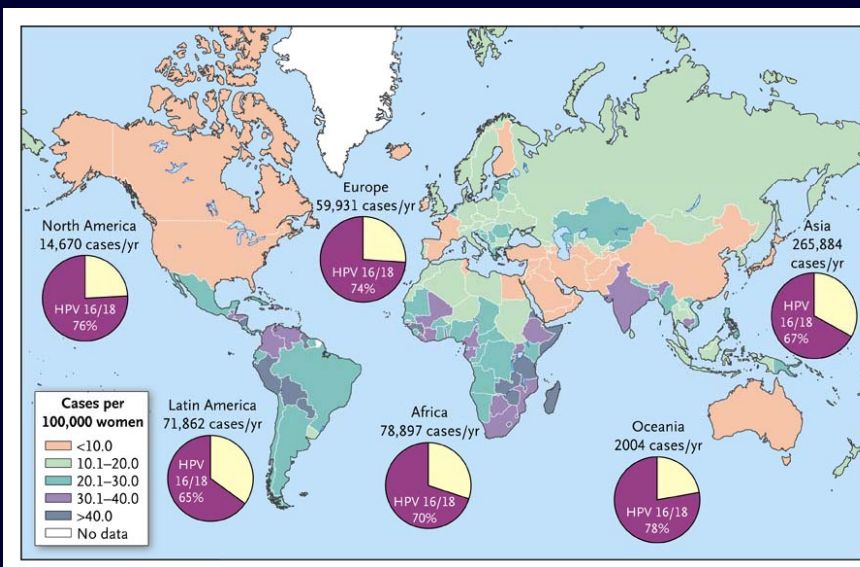 Europe
59,931 cases/yr
HPV 16/18
74%
North America
14,670 cases/yr
HPV 16/18
76%
Asia
265,884
cases/yr
HPV
16/18
67%
Latin America
71,862 cases/yr
HPV
16/18
65%
Africa
78,897 cases/yr
HPV 16/18
70%
Oceania
2004 cases/yr
HPV 16/18
78%
Cases per
100,000 women
<10.0
10.1–20.0
20.1–30.0
30.1–40.0
>40.0
No data